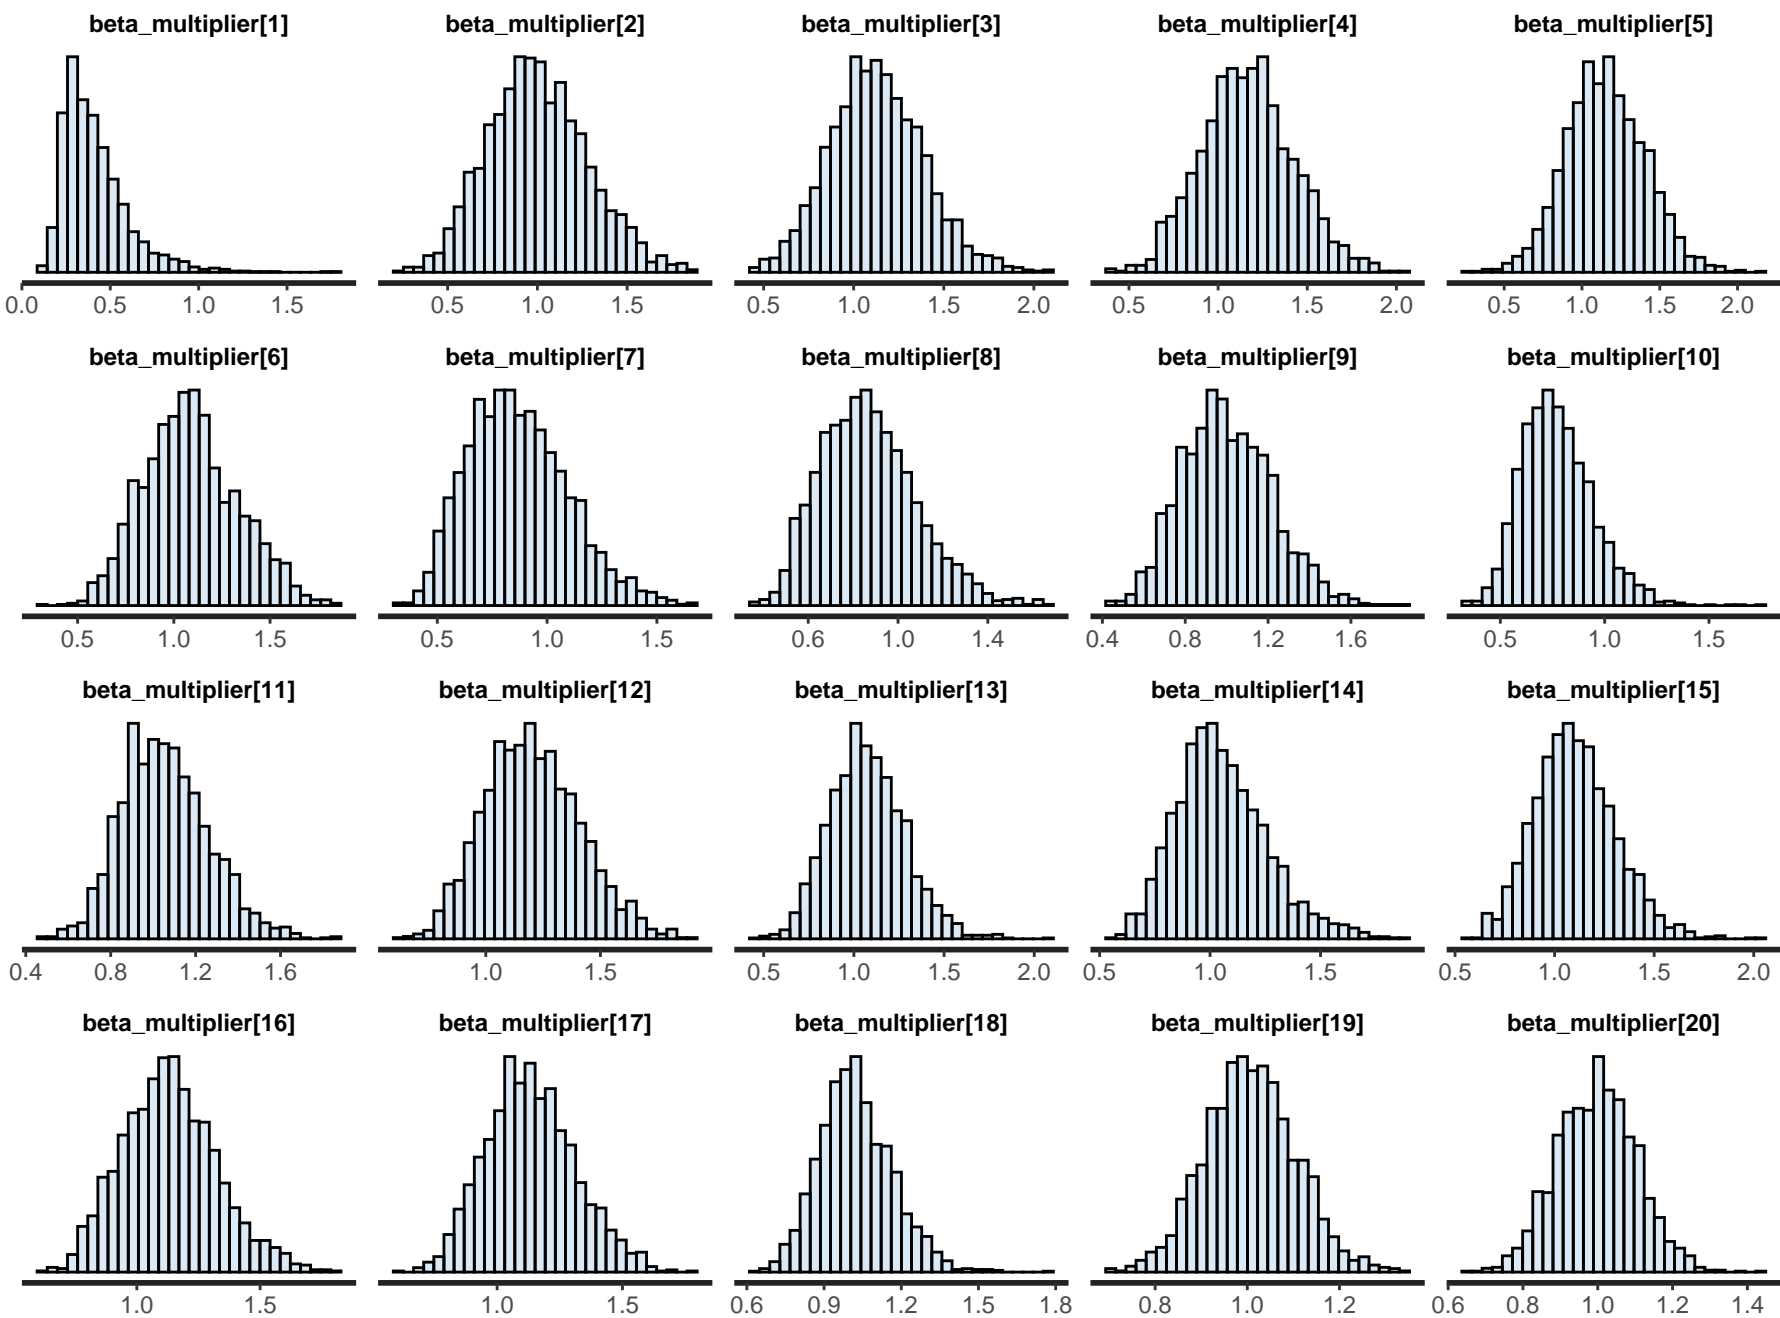 beta_multiplier[1] beta_multiplier[2] beta_multiplier[3] beta_multiplier[4] beta_multiplier[5]
0.0 0.5 1.0 1.5 0.5 1.0 1.5 0.5 1.0 1.5 2.0 0.5 1.0 1.5 2.0 0.5 1.0 1.5 2.0
beta_multiplier[6] beta_multiplier[7] beta_multiplier[8] beta_multiplier[9] beta_multiplier[10]
0.5 1.0 1.5 0.5 1.0 1.5 0.6 1.0 1.4 0.4 0.8 1.2 1.6 0.5 1.0 1.5
beta_multiplier[11] beta_multiplier[12] beta_multiplier[13] beta_multiplier[14] beta_multiplier[15]
0.4 0.8 1.2 1.6 1.0 1.5 0.5 1.0 1.5 2.0 0.5 1.0 1.5 0.5 1.0 1.5 2.0
beta_multiplier[16] beta_multiplier[17] beta_multiplier[18] beta_multiplier[19] beta_multiplier[20]
1.0 1.5 1.0 1.5 0.6 0.9 1.2 1.5 1.8 0.8 1.0 1.2 0.6 0.8 1.0 1.2 1.4